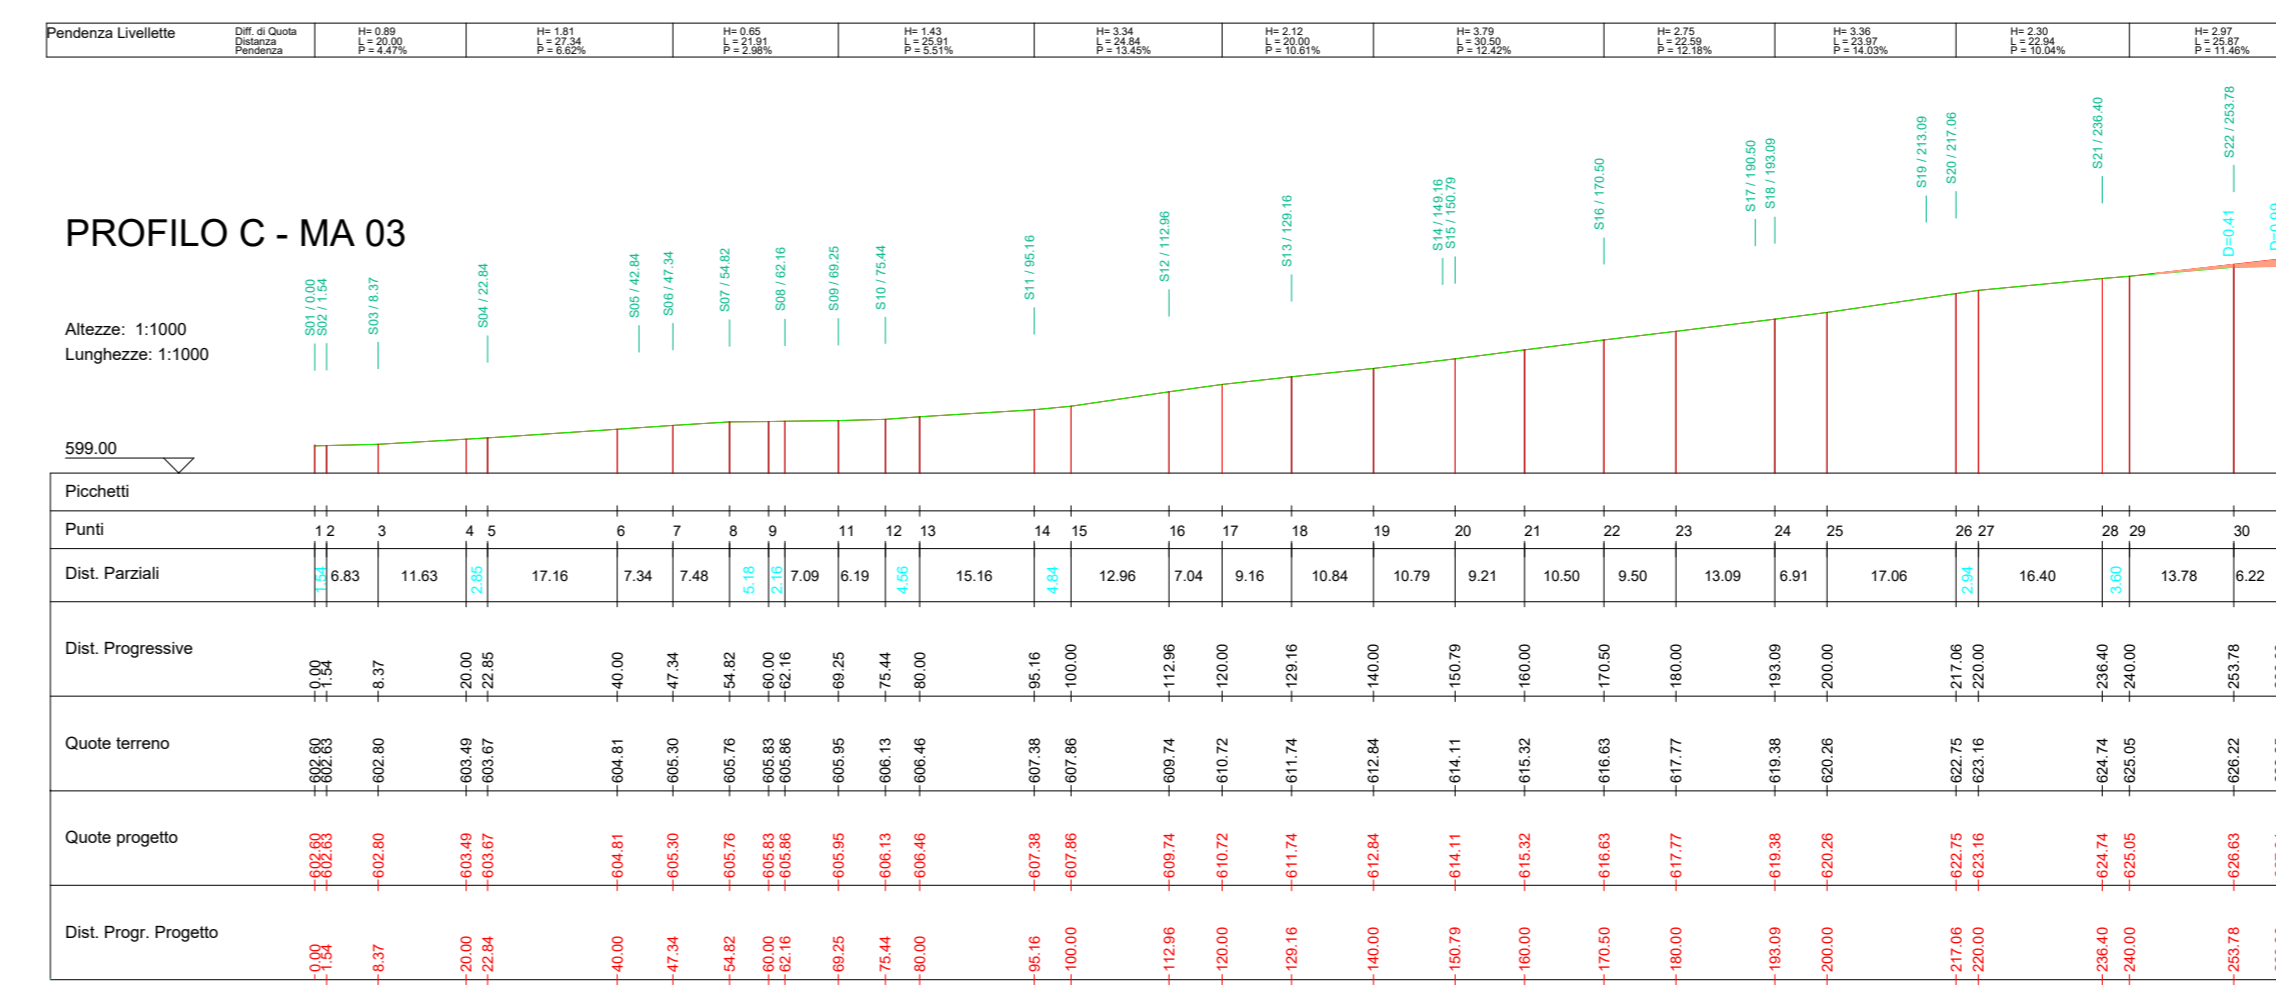 Pendenza Livellette
Diff. di Quota H= 0.89 H= 1.81 H= 0.65 H= 1.43 H= 3.34 H= 2.12 H= 3.79 H= 2.75 H= 3.36 H= 2.30 H= 2.97
Distanza L = 20.00 L = 27.34 L = 21.91 L = 25.91 L = 24.84 L = 20.00 L = 30.50 L = 22.59 L = 23.97 L = 22.94 L = 25.87
Pendenza P = 4.47% P = 6.62% P = 2.98% P = 5.51% P = 13.45% P = 10.61% P = 12.42% P = 12.18% P = 14.03% P = 10.04% P = 11.46%
PROFILO C - MA 03
Altezze: 1:1000
Lunghezze: 1:1000
S01 / 0.00
S02 / 1.54
S03 / 8.37
S04 / 22.84
S05 / 42.84
S06 / 47.34
S07 / 54.82
S08 / 62.16
S09 / 69.25
S10 / 75.44
S11 / 95.16
S12 / 112.96
S13 / 129.16
S14 / 149.16
S15 / 150.79
S16 / 170.50
S17 / 190.50
S18 / 193.09
S19 / 213.09
S20 / 217.06
S21 / 236.40
S22 / 253.78
D=0.41
599.00
Picchetti
Punti 1 2 3 4 5 6 7 8 9 11 12 13 14 15 16 17 18 19 20 21 22 23 24 25 26 27 28 29 30
Dist. Parziali 1.54 6.83 11.63 2.85 17.16 7.34 7.48 5.18 2.16 7.09 6.19 4.56 15.16 4.84 12.96 7.04 9.16 10.84 10.79 9.21 10.50 9.50 13.09 6.91 17.06 2.94 16.40 3.60 13.78 6.22
Dist. Progressive 0.00 1.54 8.37 20.00 22.85 40.00 47.34 54.82 60.00 62.16 69.25 75.44 80.00 95.16 100.00 112.96 120.00 129.16 140.00 150.79 160.00 170.50 180.00 193.09 200.00 217.06 220.00 236.40 240.00 253.78
Quote terreno 602.60 602.63 602.80 603.49 603.67 604.81 605.30 605.76 605.83 605.86 605.95 606.13 606.46 607.38 607.86 609.74 610.72 611.74 612.84 614.11 615.32 616.63 617.77 619.38 620.26 622.75 623.16 624.74 625.05 626.22
Quote progetto 602.60 602.63 602.80 603.49 603.67 604.81 605.30 605.76 605.83 605.86 605.95 606.13 606.46 607.38 607.86 609.74 610.72 611.74 612.84 614.11 615.32 616.63 617.77 619.38 620.26 622.75 623.16 624.74 625.05 626.63
Dist. Progr. Progetto 0.00 1.54 8.37 20.00 22.84 40.00 47.34 54.82 60.00 62.16 69.25 75.44 80.00 95.16 100.00 112.96 120.00 129.16 140.00 150.79 160.00 170.50 180.00 193.09 200.00 217.06 220.00 236.40 240.00 253.78